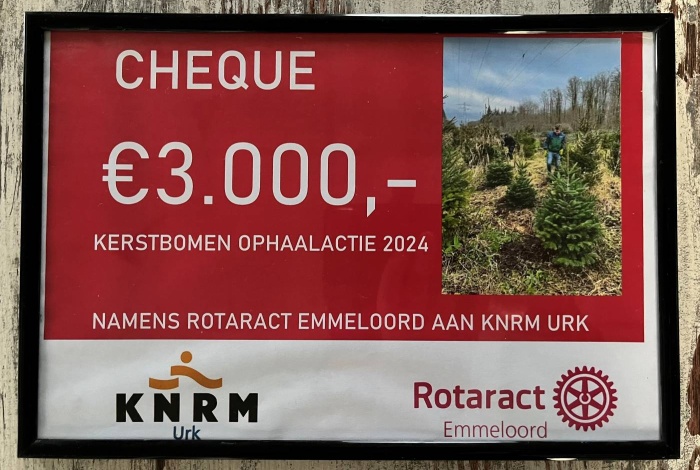 CHEQUE
€3.000,-
KERSTBOMEN OPHAALACTIE 2024
NAMENS ROTARACT EMMELOORD AAN KNRM URK
KNRM
Urk
Rotaract
Emmeloord